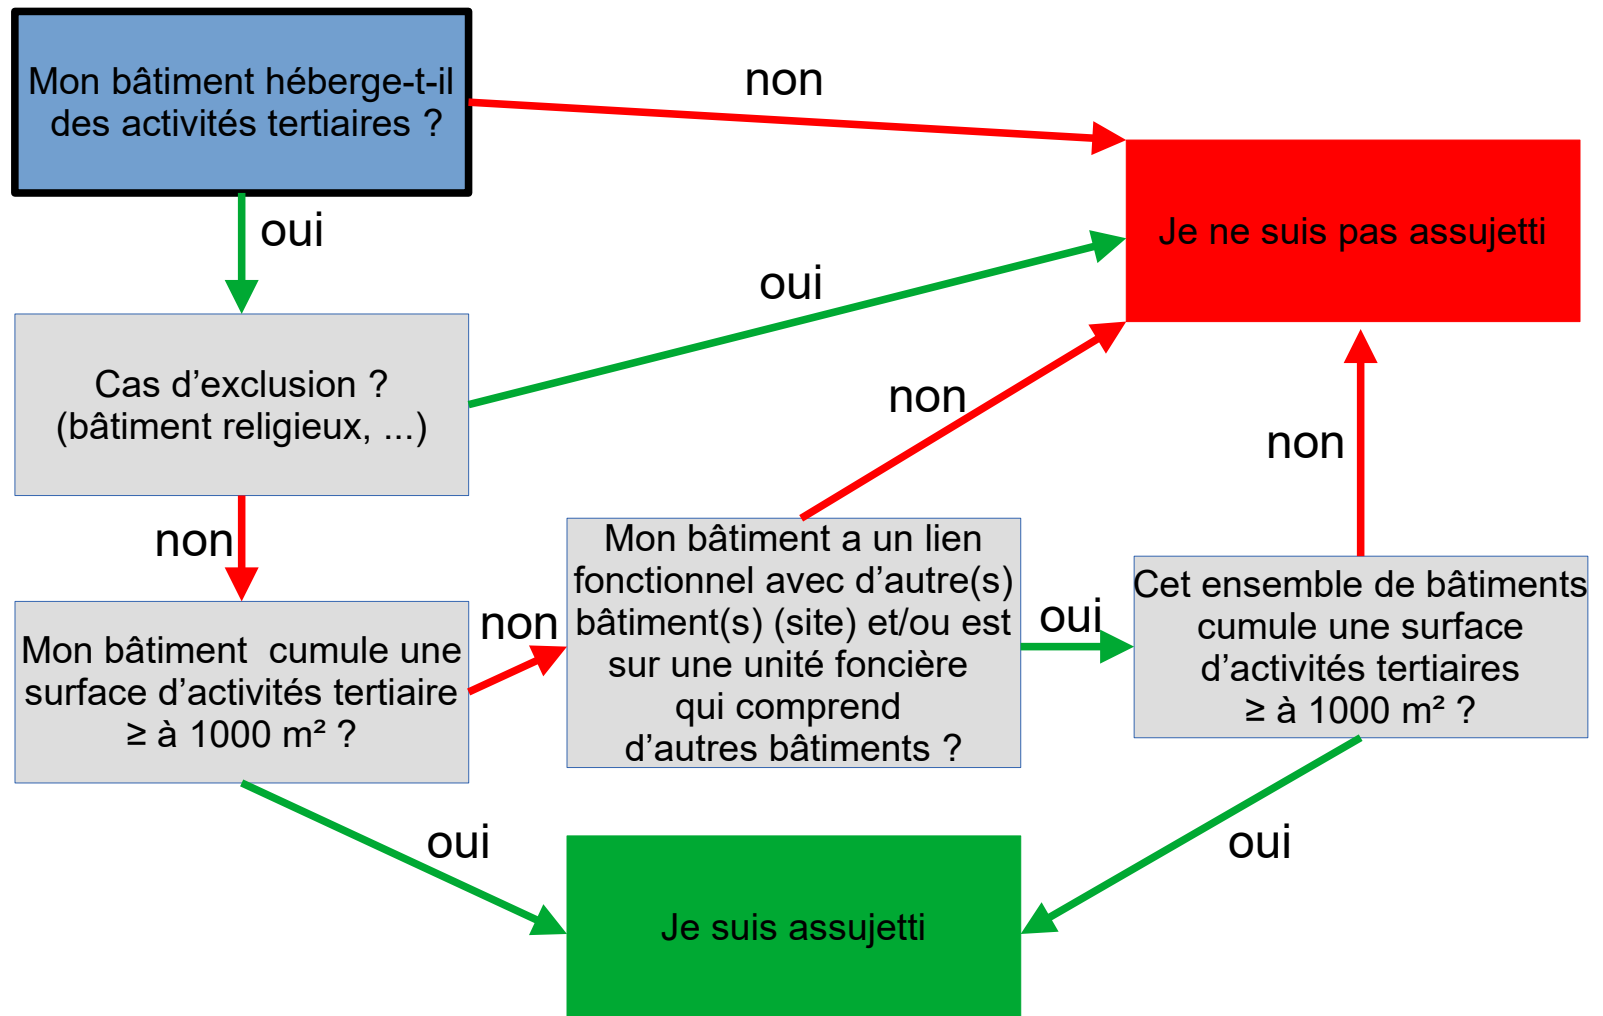 Mon bâtiment héberge-t-il
des activités tertiaires ?
non
Je ne suis pas assujetti
oui
oui
Cas d’exclusion ?
(bâtiment religieux, ...)
non
non
non
Mon bâtiment cumule une
surface d’activités tertiaire
≥ à 1000 m² ?
non
Mon bâtiment a un lien
fonctionnel avec d’autre(s)
bâtiment(s) (site) et/ou est
sur une unité foncière
qui comprend
d’autres bâtiments ?
oui
Cet ensemble de bâtiments
cumule une surface
d’activités tertiaires
≥ à 1000 m² ?
oui
oui
Je suis assujetti